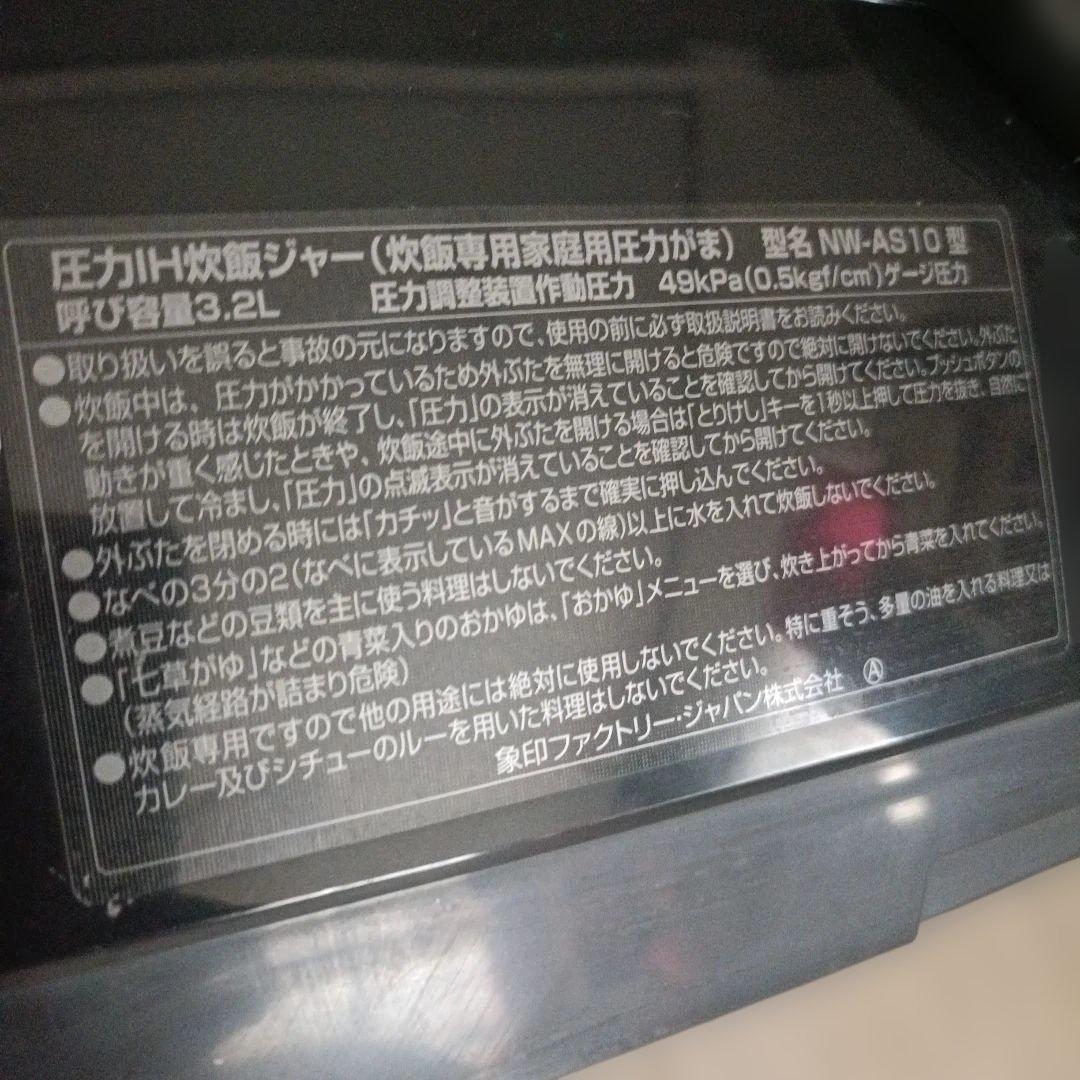 圧力IH炊飯ジャー(炊飯専用家庭用圧力がま) 型名 NW-AS10 型
呼び容量3.2L 圧力調整装置作動圧力 49kPa(0.5kgf/c㎡)ゲージ圧力
●取り扱いを誤ると事故の元になりますので、使用の前に必ず取扱説明書をお読みください。
●炊飯中は、圧力がかかっているため外ぶたを無理に開けると危険ですので絶対に開けないでください。外ぶた
を開ける時は炊飯が終了し、「圧力」の表示が消えていることを確認してから開けてください。プッシュボタンの
動きが重く感じたときや、炊飯途中に外ぶたを開ける場合は「とりけし」キーを1秒以上押して圧力を抜き、自然に
放置して冷まし、「圧力」の点滅表示が消えていることを確認してから開けてください。
●外ぶたを閉める時には「カチッ」と音がするまで確実に押し込んでください。
●なべの3分の2(なべに表示しているMAXの線)以上に水を入れて炊飯しないでください。
●煮豆などの豆類を主に使う料理はしないでください。
●「七草がゆ」などの青菜入りのおかゆは、「おかゆ」メニューを選び、炊き上がってから青菜を入れてください。
(蒸気経路が詰まり危険)
●炊飯専用ですので他の用途には絶対に使用しないでください。特に重そう、多量の油を入れる料理又は
カレー及びシチューのルーを用いた料理はしないでください。
象印ファクトリー・ジャパン株式会社 Ⓐ